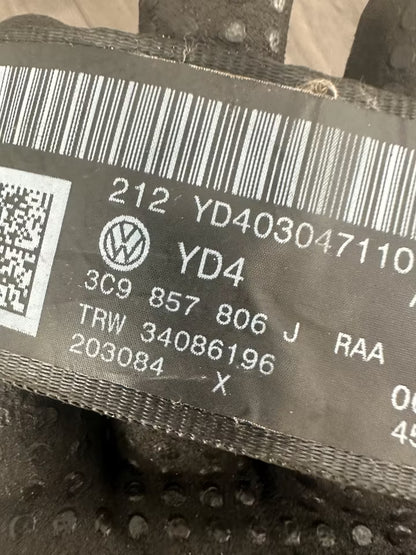 212 YD403047110
YD4
3C9 857 806 J RAA
TRW 34086196
203084 X